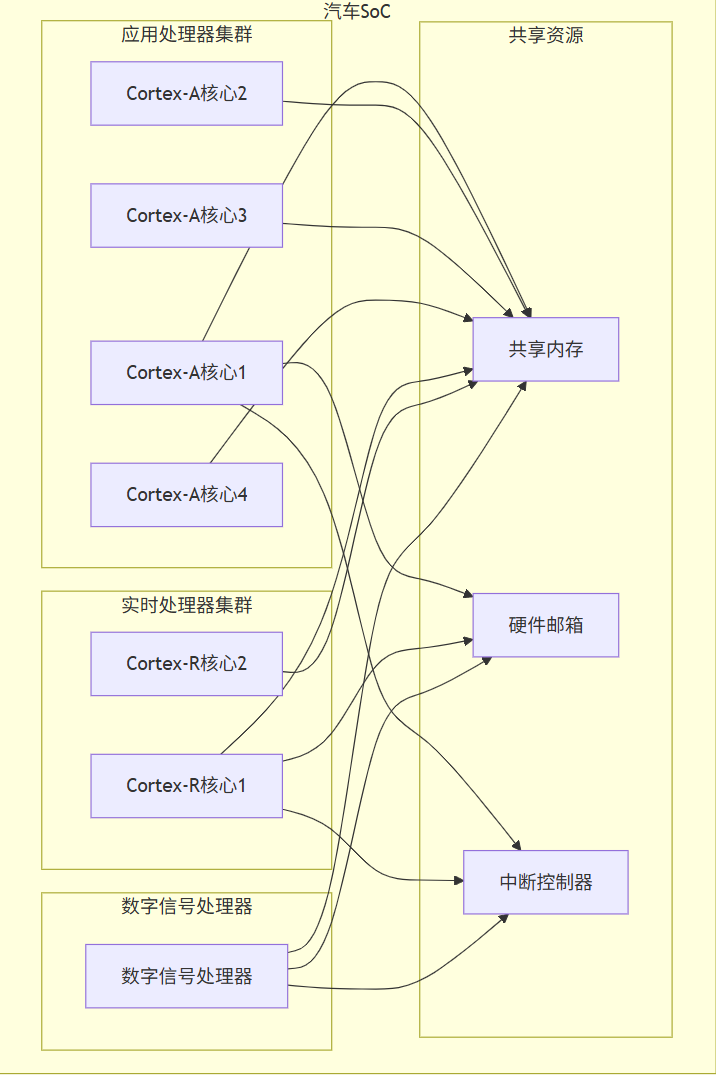 汽车SoC
应用处理器集群
Cortex-A核心2
Cortex-A核心3
Cortex-A核心1
Cortex-A核心4
实时处理器集群
Cortex-R核心2
Cortex-R核心1
数字信号处理器
数字信号处理器
共享资源
共享内存
硬件邮箱
中断控制器